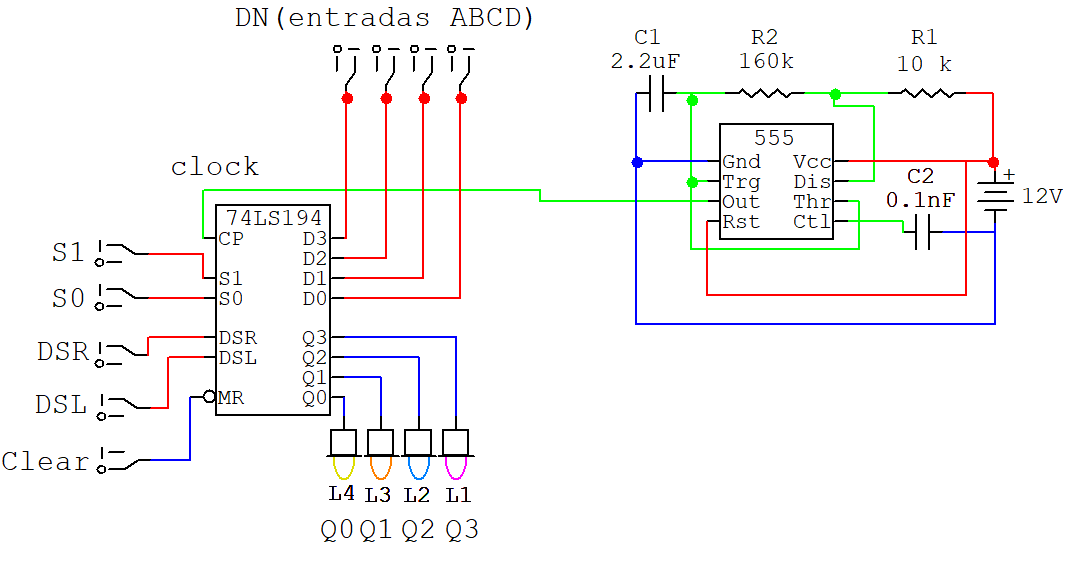 DN(entradas ABCD)
C1
2.2uF
R2
160k
R1
10 k
555
Gnd Vcc
Trg Dis
Out Thr
Rst Ctl
C2
0.1nF
+
12V
clock
74LS194
CP D3
D2
S1 D1
S0 D0
DSR Q3
DSL Q2
Q1
MR Q0
S1
S0
DSR
DSL
Clear
L4 L3 L2 L1
Q0 Q1 Q2 Q3